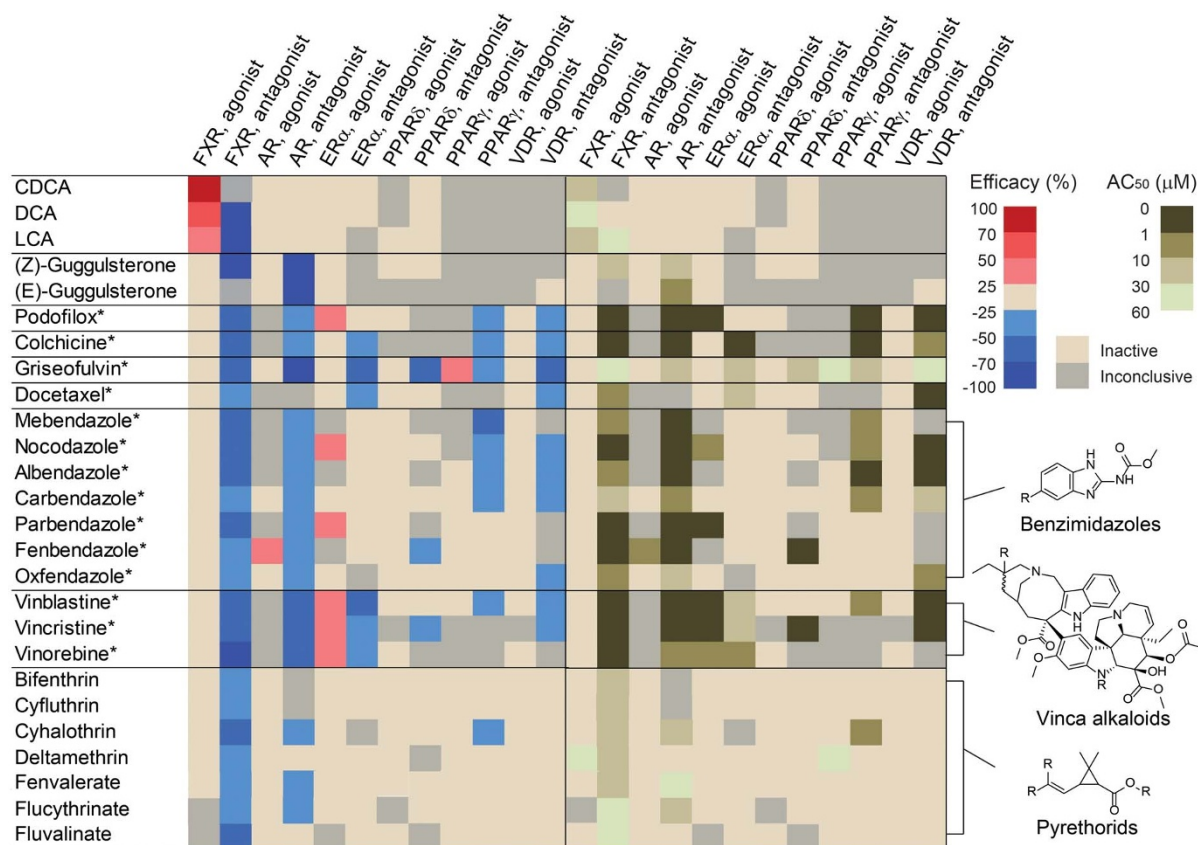 FXR, agonist
FXR, antagonist
AR, agonist
AR, antagonist
ERα, agonist
ERα, antagonist
PPARδ, agonist
PPARδ, antagonist
PPARγ, agonist
PPARγ, antagonist
VDR, agonist
VDR, antagonist
FXR, agonist
FXR, antagonist
AR, agonist
AR, antagonist
ERα, agonist
ERα, antagonist
PPARδ, agonist
PPARδ, antagonist
PPARγ, agonist
PPARγ, antagonist
VDR, agonist
VDR, antagonist
CDCA
DCA
LCA
(Z)-Guggulsterone
(E)-Guggulsterone
Podofilox*
Colchicine*
Griseofulvin*
Docetaxel*
Mebendazole*
Nocodazole*
Albendazole*
Carbendazole*
Parbendazole*
Fenbendazole*
Oxfendazole*
Vinblastine*
Vincristine*
Vinorebine*
Bifenthrin
Cyfluthrin
Cyhalothrin
Deltamethrin
Fenvalerate
Flucythrinate
Fluvalinate
Efficacy (%)
100
70
50
25
-25
-50
-70
-100
AC50 (μM)
0
1
10
30
60
Inactive
Inconclusive
R
H
N
N
NH
O
O
Benzimidazoles
R
N
N
H
N
O
O
O
N
R
O
O
OH
O
O
Vinca alkaloids
R
R
O
O
R
Pyrethorids